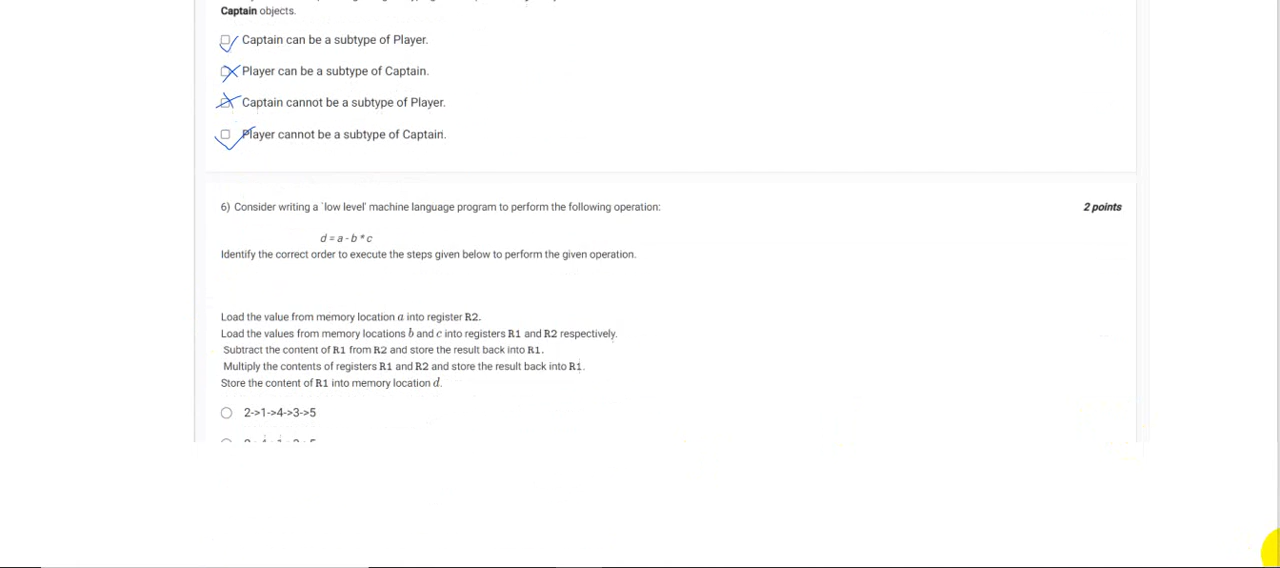 Captain objects.
Captain can be a subtype of Player.
Player can be a subtype of Captain.
Captain cannot be a subtype of Player.
Player cannot be a subtype of Captain.
6) Consider writing a `low level' machine language program to perform the following operation:
2 points
d = a - b * c
Identify the correct order to execute the steps given below to perform the given operation.
Load the value from memory location a into register R2.
Load the values from memory locations b and c into registers R1 and R2 respectively.
Subtract the content of R1 from R2 and store the result back into R1.
Multiply the contents of registers R1 and R2 and store the result back into R1.
Store the content of R1 into memory location d.
2->1->4->3->5